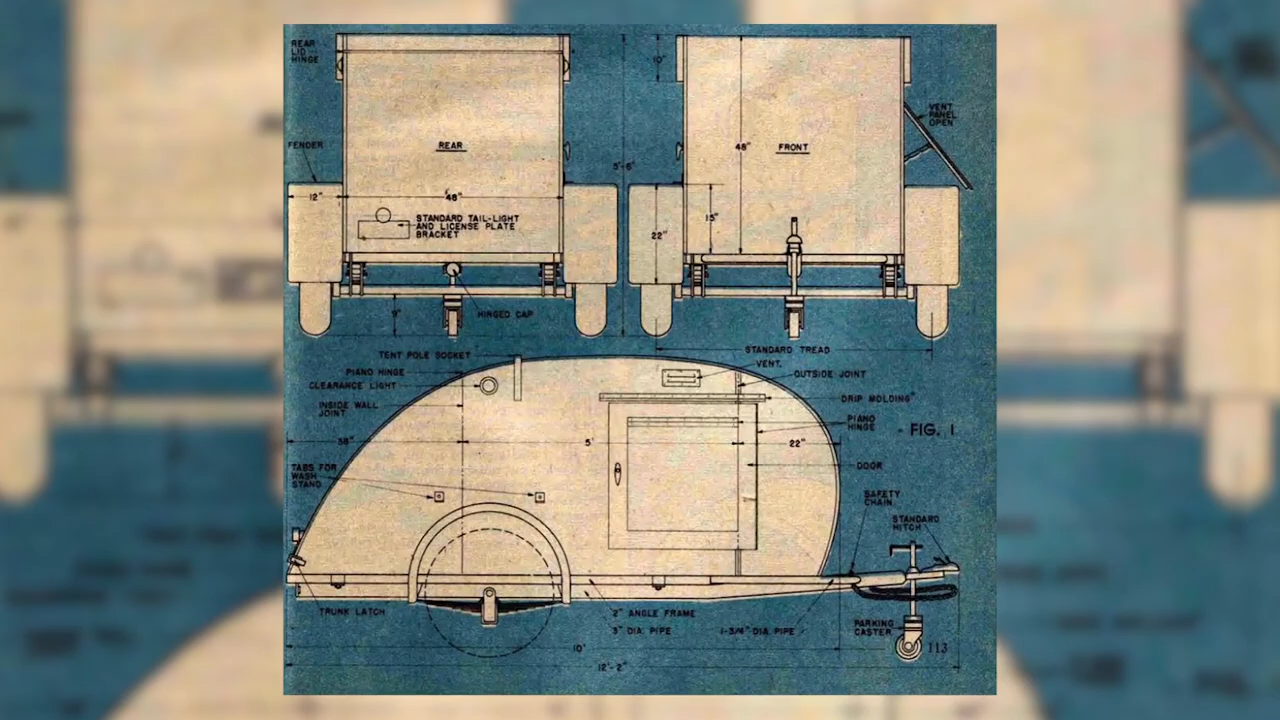 REAR
LID
HINGE
10"
VENT
PANEL
OPEN
FENDER
REAR
48"
FRONT
5'-6"
12"
48"
STANDARD TAIL-LIGHT
AND LICENSE PLATE
BRACKET
15"
22"
9"
HINGED CAP
STANDARD TREAD
TENT POLE SOCKET
VENT.
PIANO HINGE
OUTSIDE JOINT
CLEARANCE LIGHT
DRIP MOLDING
INSIDE WALL
JOINT
PIANO
HINGE
FIG. 1
38"
5'
22"
TABS FOR
WASH
STAND
DOOR
SAFETY
CHAIN
STANDARD
HITCH
TRUNK LATCH
2" ANGLE FRAME
3" DIA. PIPE
1-3/4" DIA. PIPE
PARKING
CASTER
10'
113
12'-2"